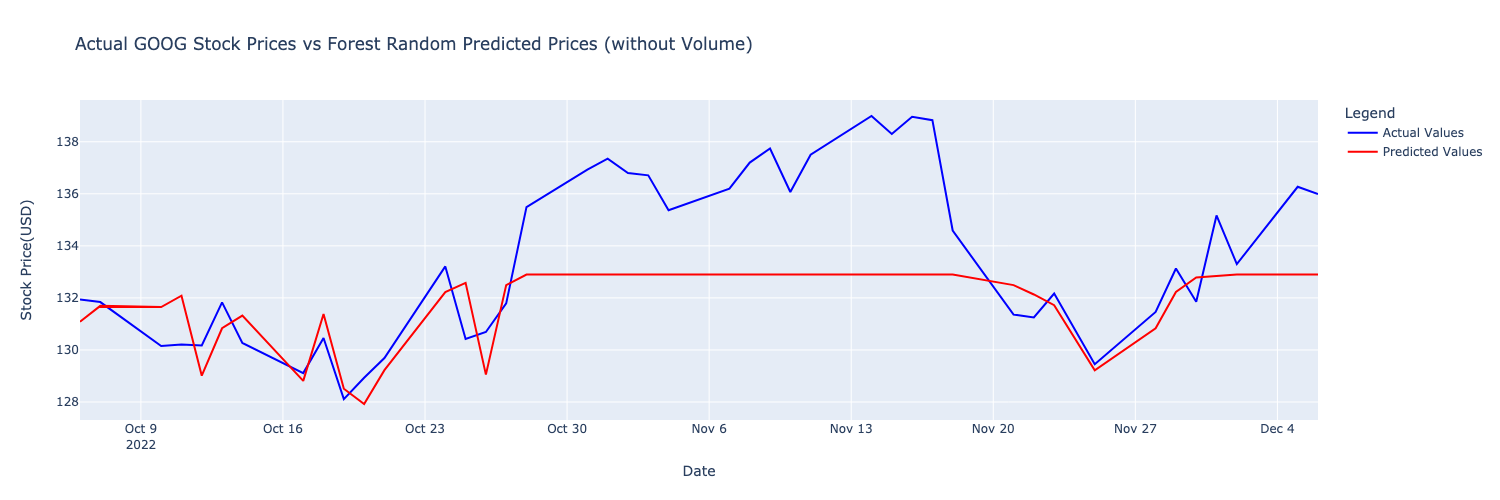 Actual GOOG Stock Prices vs Forest Random Predicted Prices (without Volume)
Legend
Actual Values
Predicted Values
Stock Price(USD)
138
136
134
132
130
128
Oct 9
2022
Oct 16
Oct 23
Oct 30
Nov 6
Nov 13
Nov 20
Nov 27
Dec 4
Date